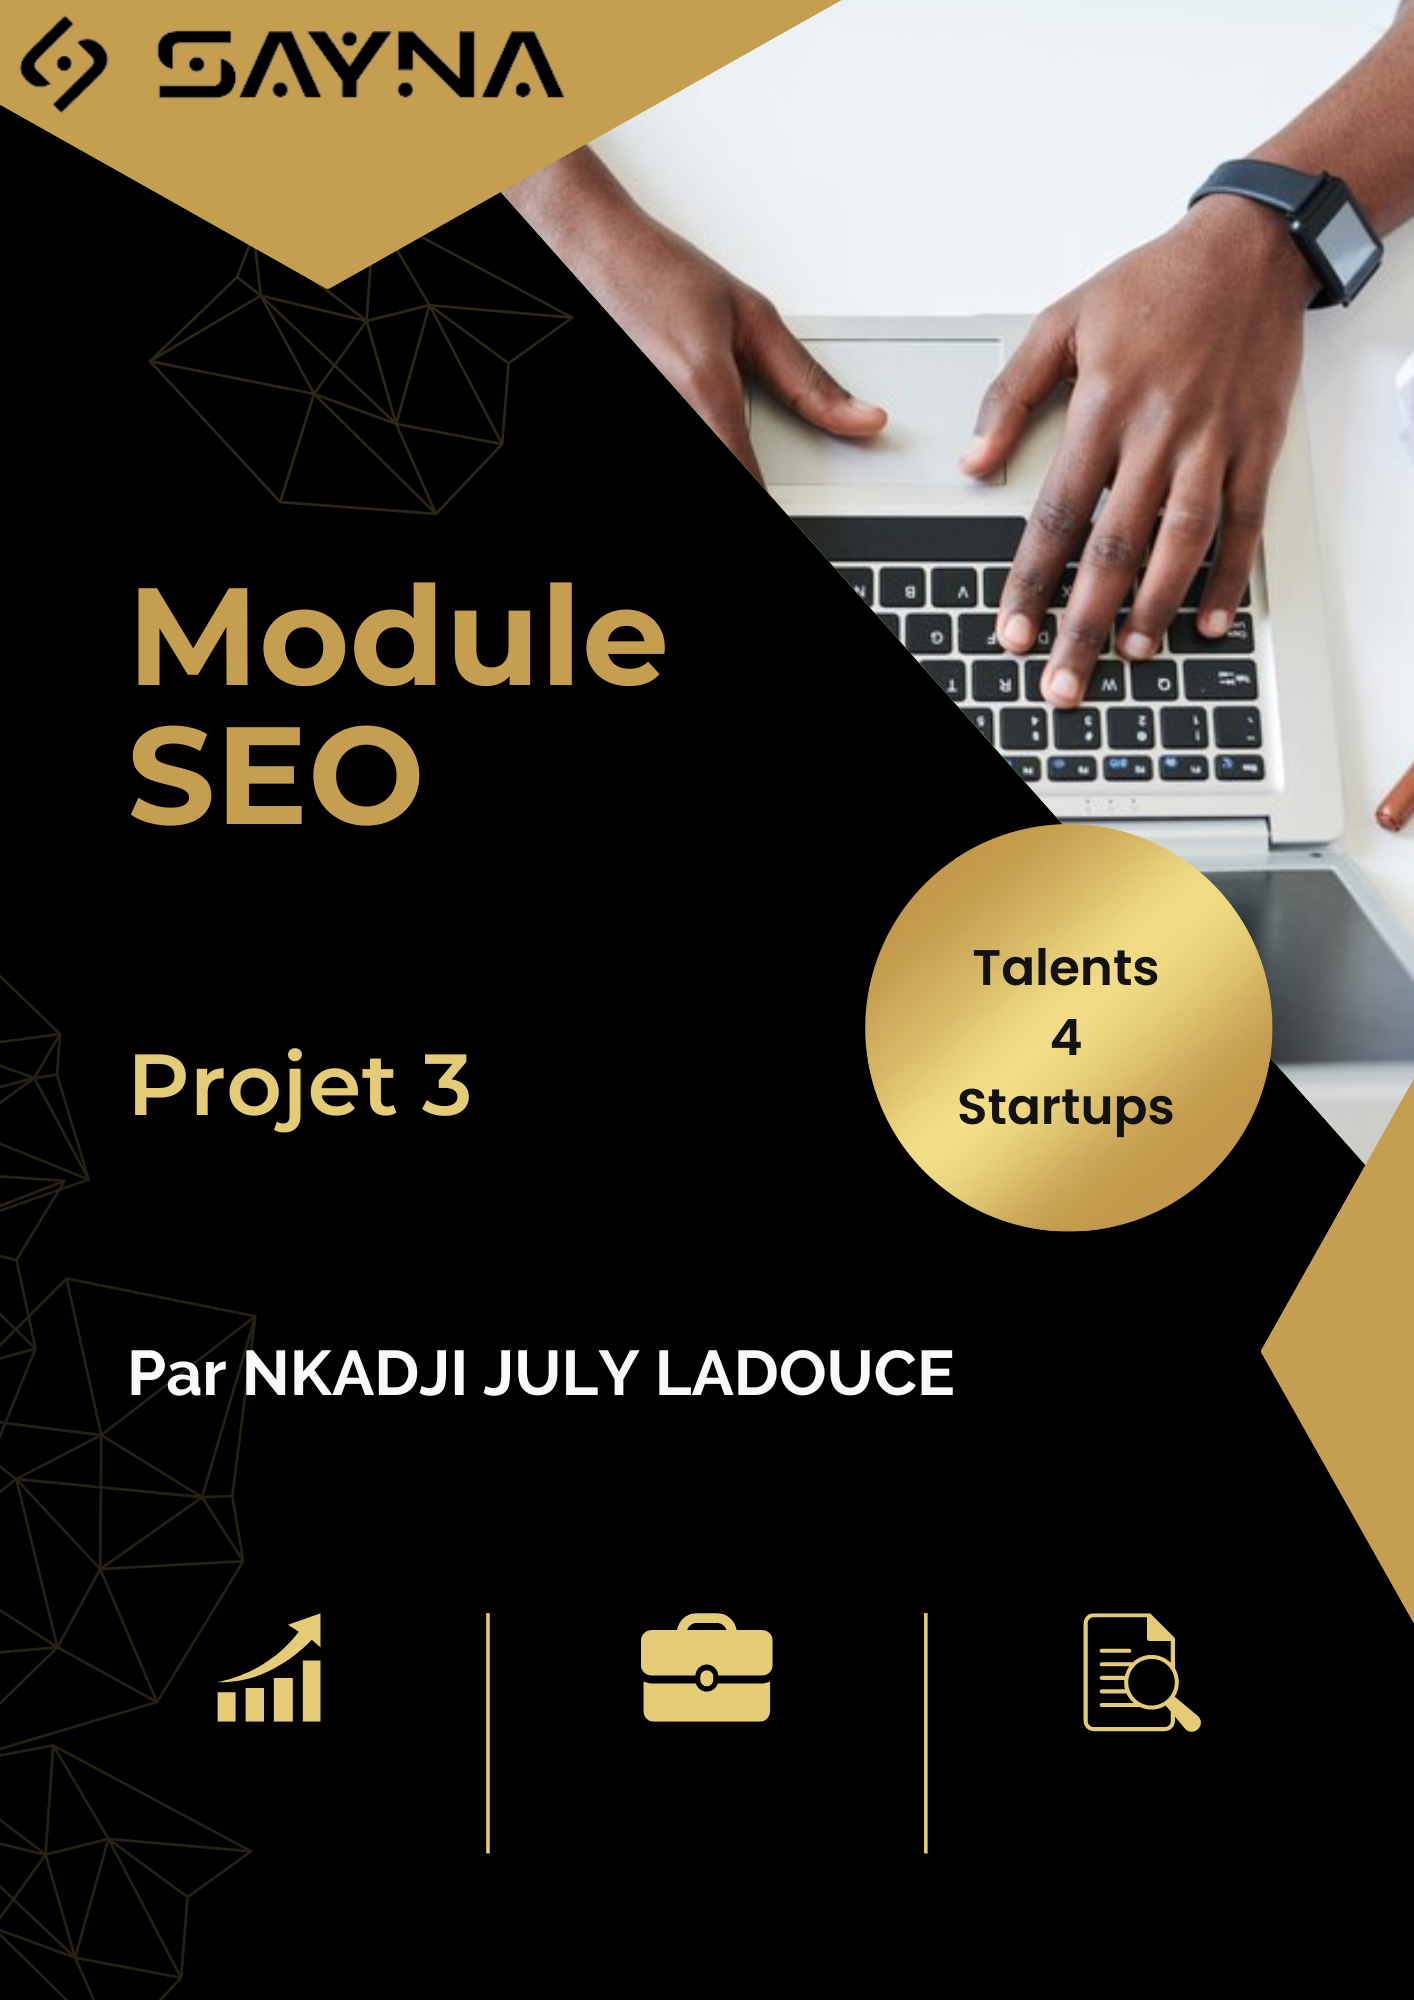 SAYNA
Module
SEO
Talents
4
Startups
Projet 3
Par NKADJI JULY LADOUCE